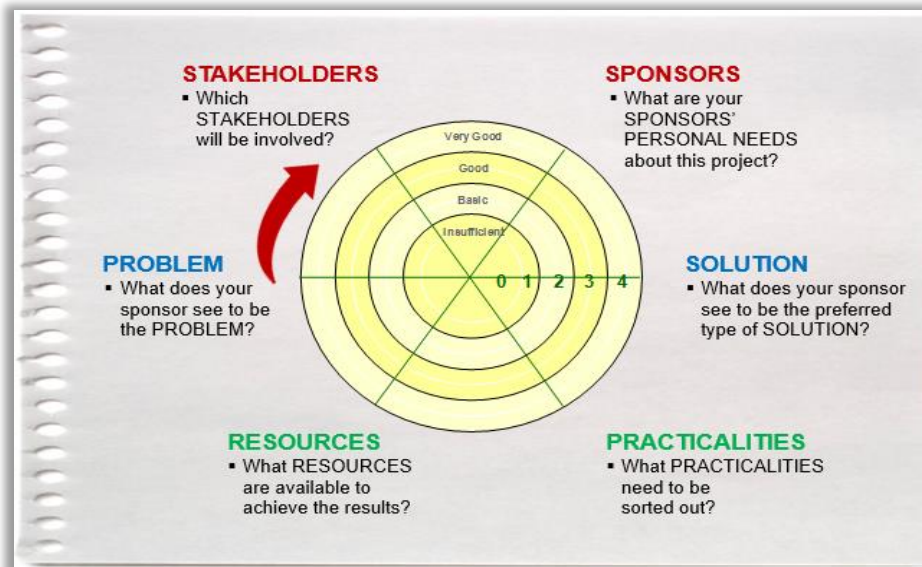 STAKEHOLDERS
▪ Which
STAKEHOLDERS
will be involved?
SPONSORS
▪ What are your
SPONSORS'
PERSONAL NEEDS
about this project?
Very Good
Good
Basic
Insufficient
0 1 2 3 4
PROBLEM
▪ What does your
sponsor see to be
the PROBLEM?
SOLUTION
▪ What does your sponsor
see to be the preferred
type of SOLUTION?
RESOURCES
▪ What RESOURCES
are available to
achieve the results?
PRACTICALITIES
▪ What PRACTICALITIES
need to be
sorted out?